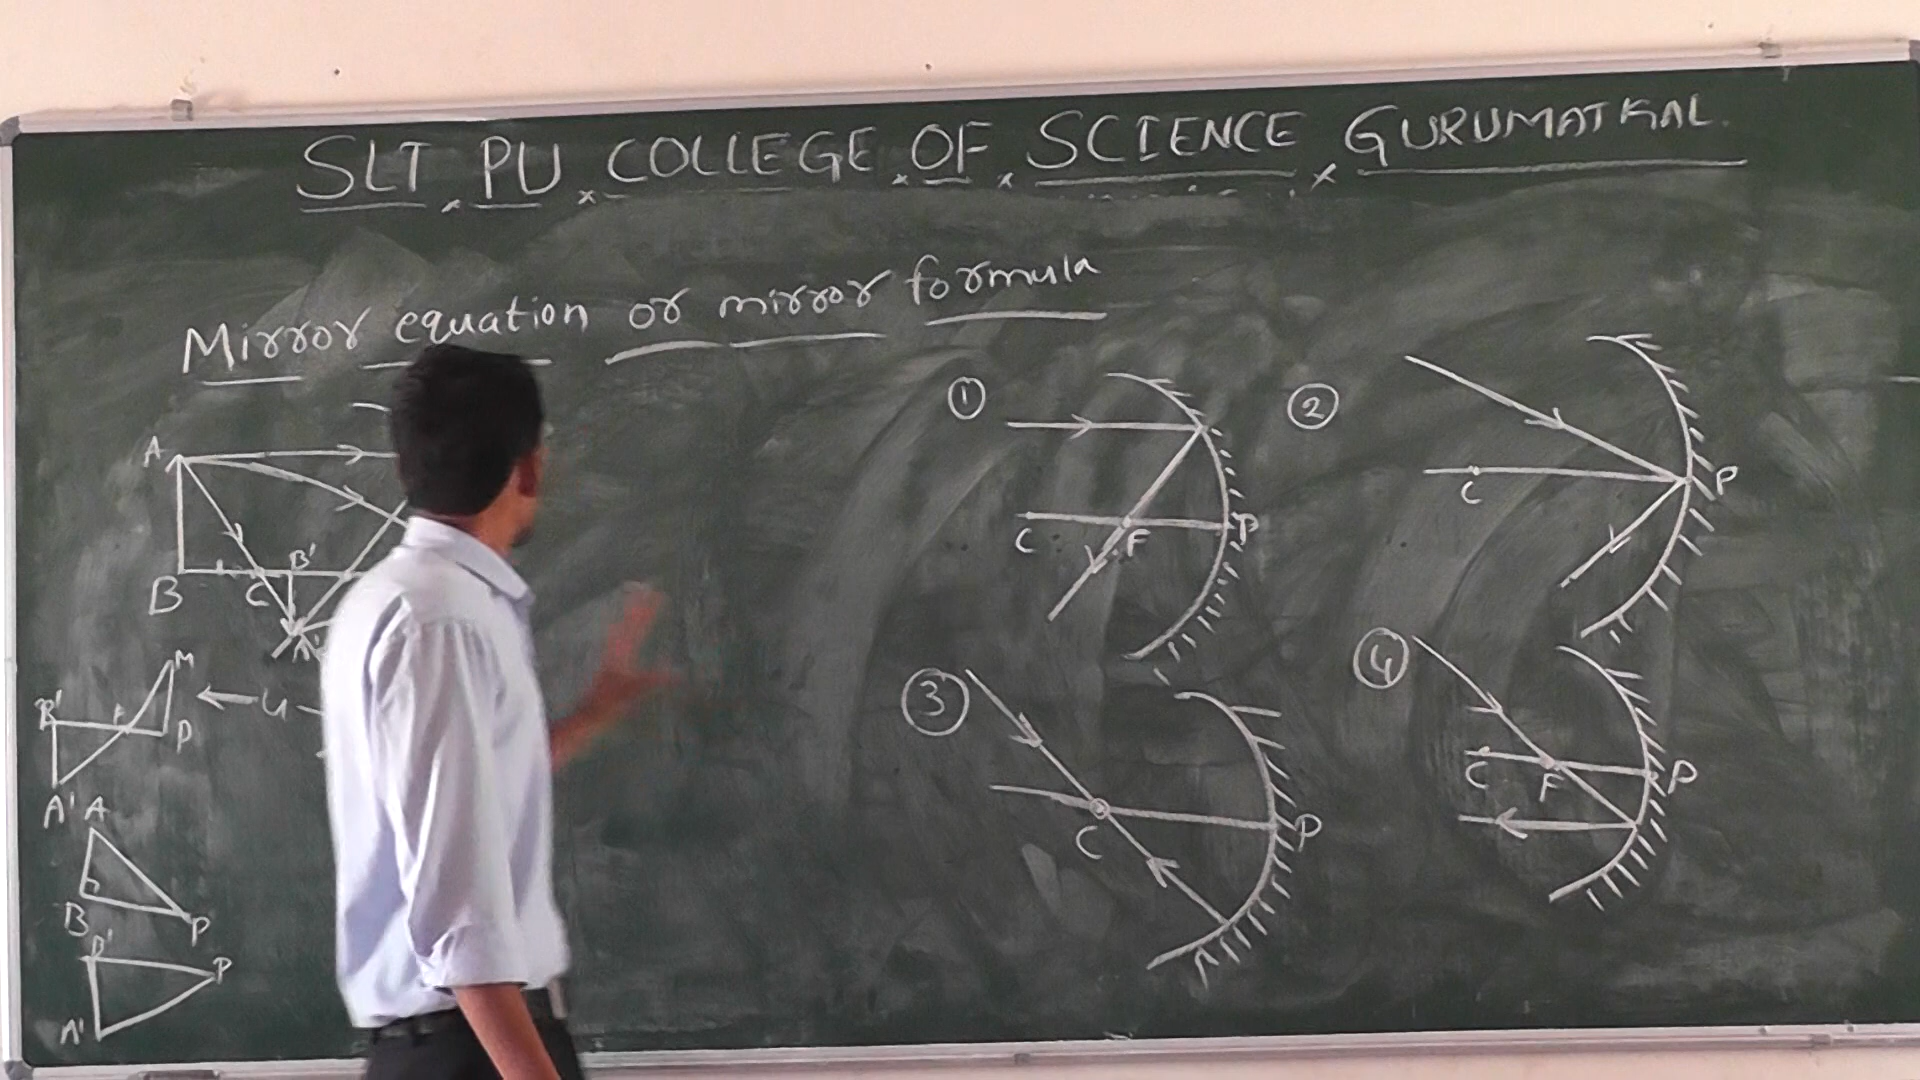 SLT PU COLLEGE OF SCIENCE GURUMATKAL.
Mirror equation or mirror formula
A
B
C
B'
A'
M
B'
F
P
A'
u
A
B
P
B'
P
A'
1
C
F
P
2
C
P
3
C
P
4
C
F
P